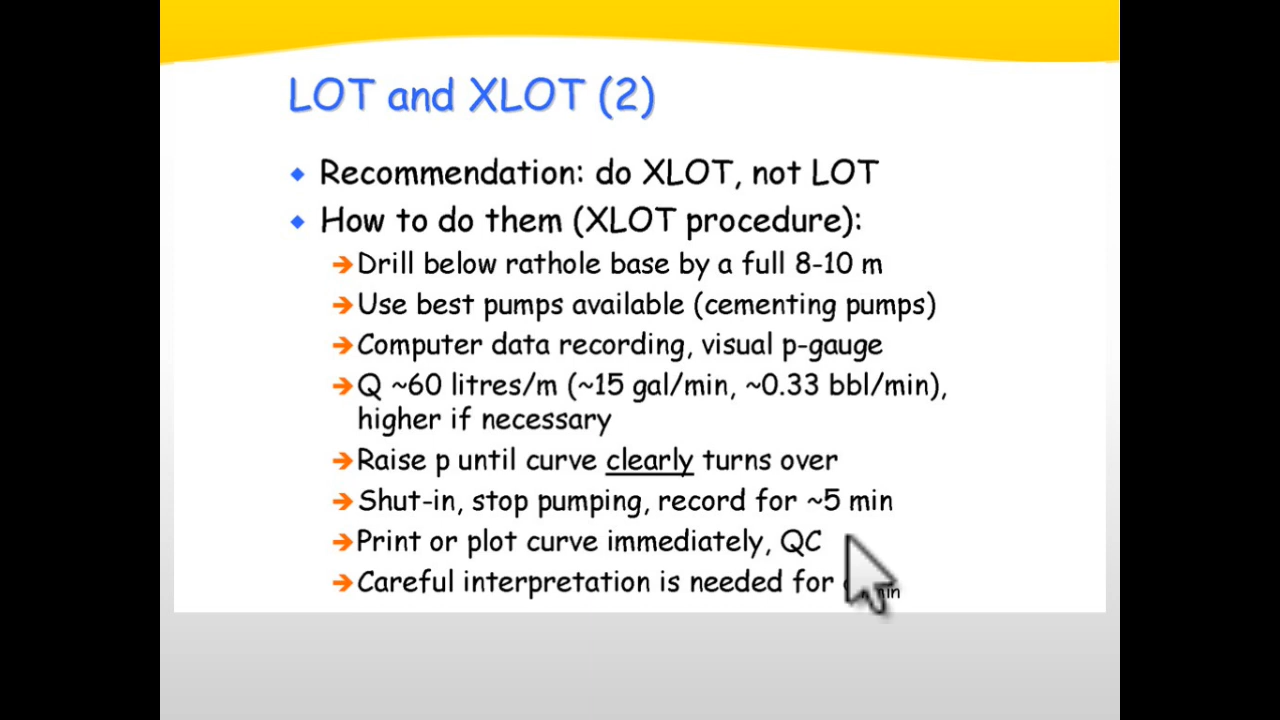 LOT and XLOT (2)
Recommendation: do XLOT, not LOT
How to do them (XLOT procedure):
Drill below rathole base by a full 8-10 m
Use best pumps available (cementing pumps)
Computer data recording, visual p-gauge
Q ~60 litres/m (~15 gal/min, ~0.33 bbl/min),
higher if necessary
Raise p until curve clearly turns over
Shut-in, stop pumping, record for ~5 min
Print or plot curve immediately, QC
Careful interpretation is needed for